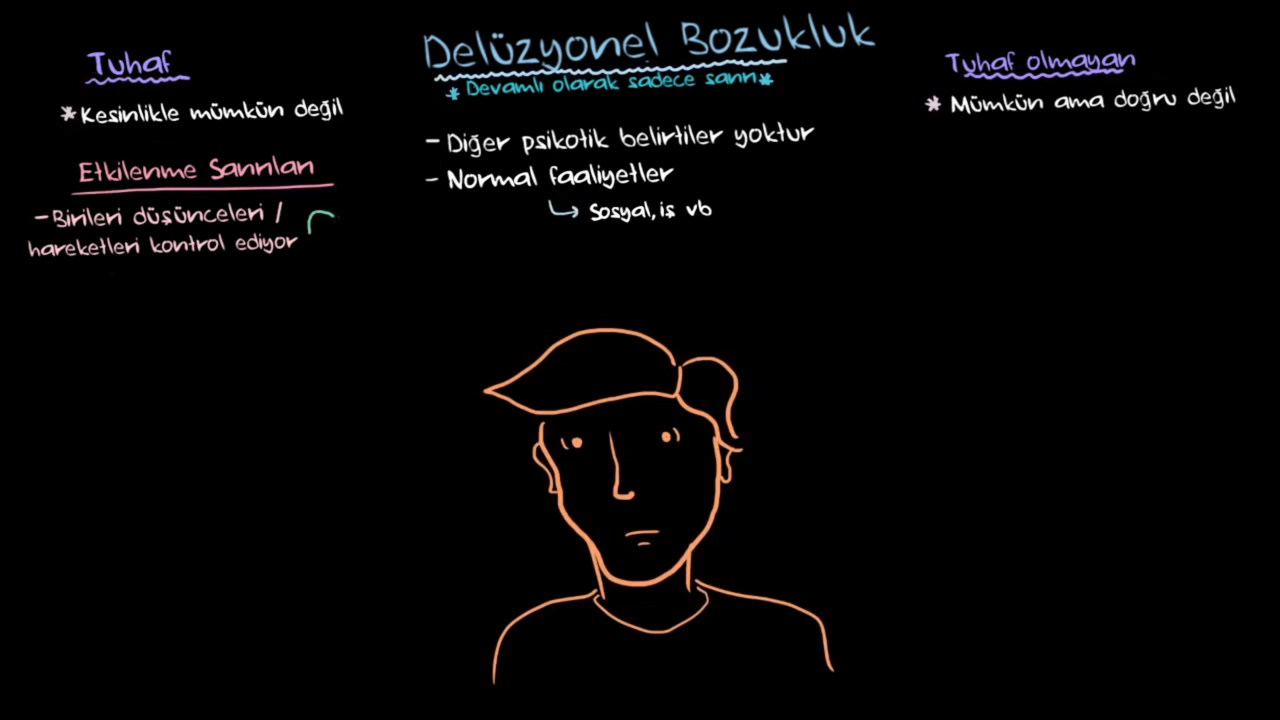 Delüzyonel Bozukluk
*Devamlı olarak sadece sanrı*
- Diğer psikotik belirtiler yoktur
- Normal faaliyetler
Sosyal, iş vb
Tuhaf
* Kesinlikle mümkün değil
Etkilenme Sanrıları
- Birileri düşünceleri /
hareketleri kontrol ediyor
Tuhaf olmayan
* Mümkün ama doğru değil